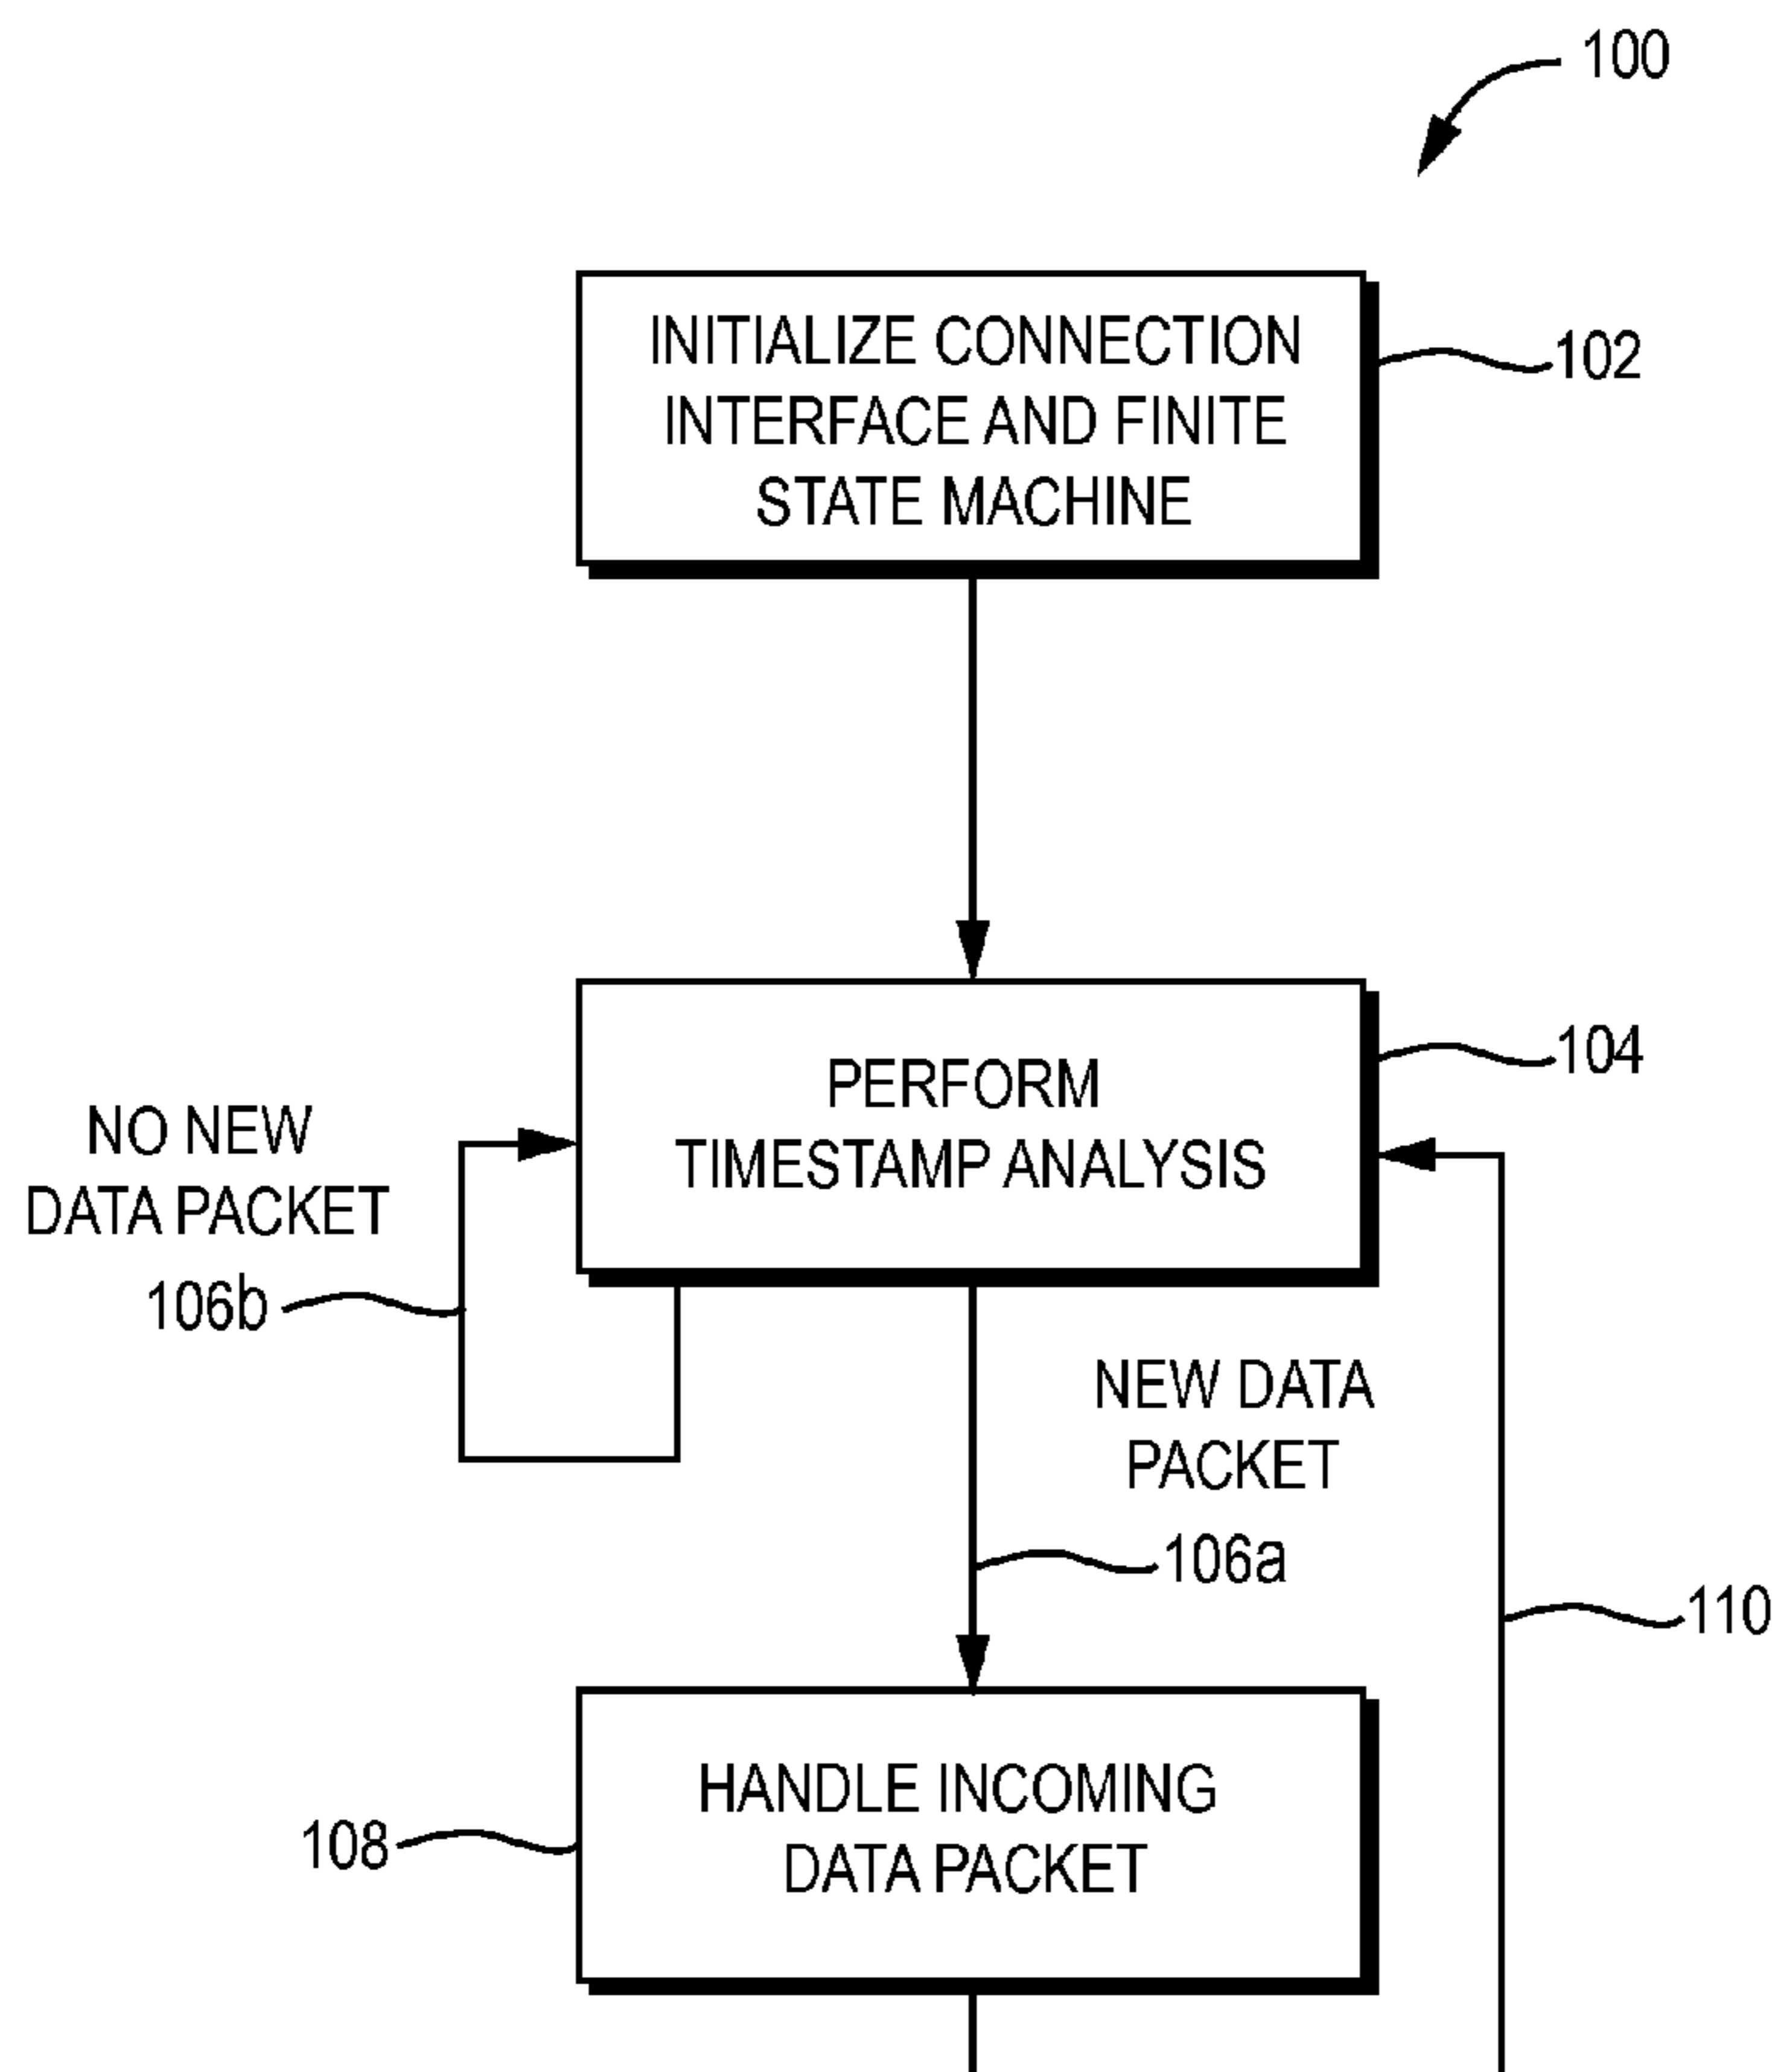 100
INITIALIZE CONNECTION
INTERFACE AND FINITE
STATE MACHINE
102
PERFORM
TIMESTAMP ANALYSIS
104
NO NEW
DATA PACKET
106b
NEW DATA
PACKET
106a
110
HANDLE INCOMING
DATA PACKET
108